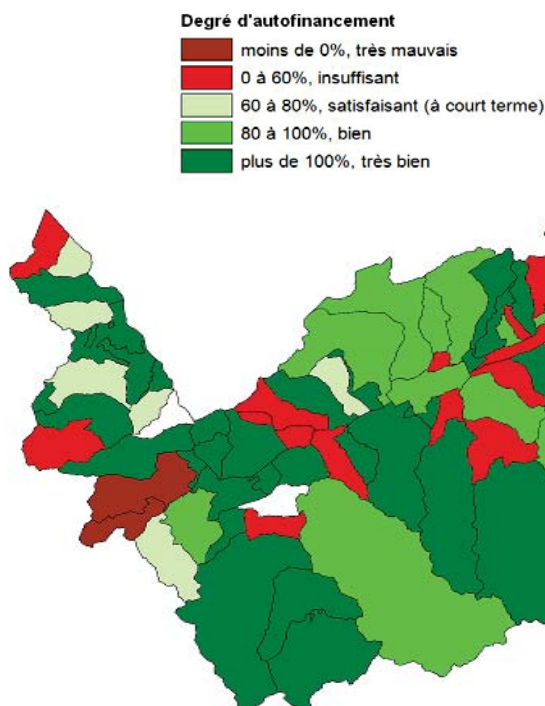 Degré d'autofinancement
moins de 0%, très mauvais
0 à 60%, insuffisant
60 à 80%, satisfaisant (à court terme)
80 à 100%, bien
plus de 100%, très bien